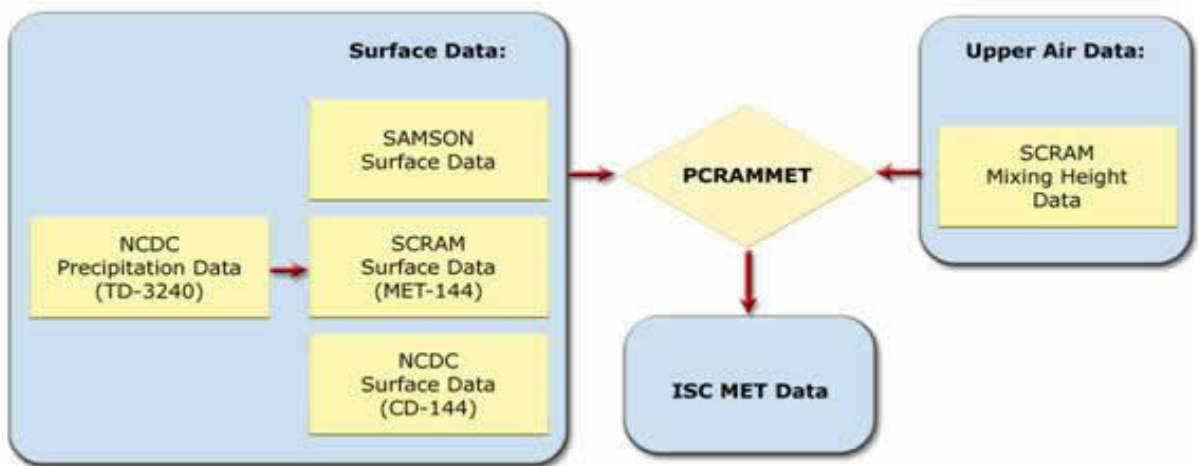 Surface Data:
SAMSON
Surface Data
NCDC
Precipitation Data
(TD-3240)
SCRAM
Surface Data
(MET-144)
NCDC
Surface Data
(CD-144)
PCRAMMET
Upper Air Data:
SCRAM
Mixing Height
Data
ISC MET Data